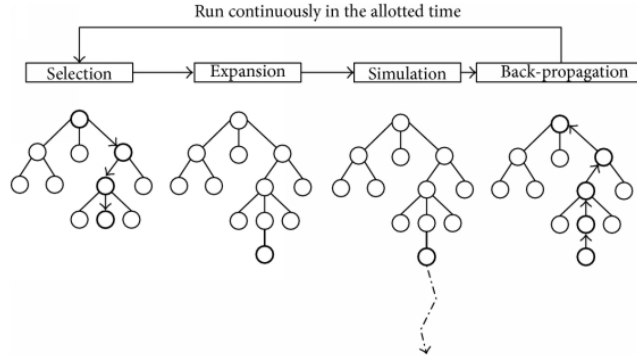 Run continuously in the allotted time
Selection
Expansion
Simulation
Back-propagation